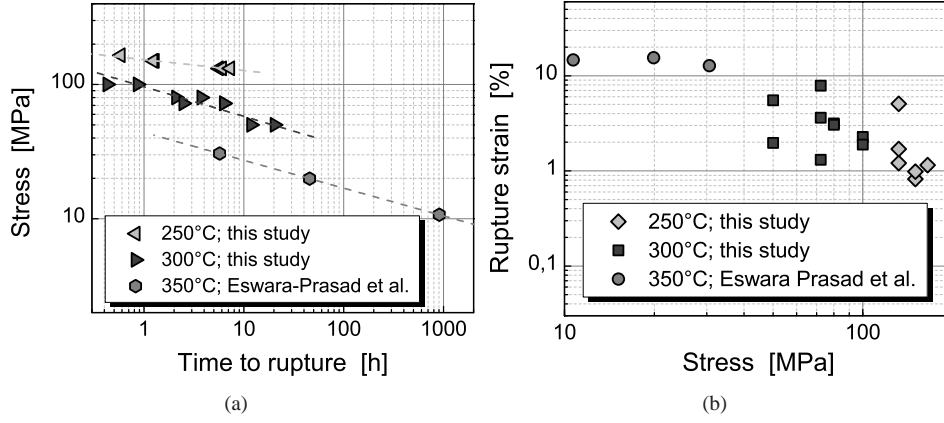 100
10
Stress [MPa]
250°C; this study
300°C; this study
350°C; Eswara-Prasad et al.
1 10 100 1000
Time to rupture [h]
(a)
(b)
10
1
0,1
Rupture strain [%]
250°C; this study
300°C; this study
350°C; Eswara Prasad et al.
10 100
Stress [MPa]
(b)